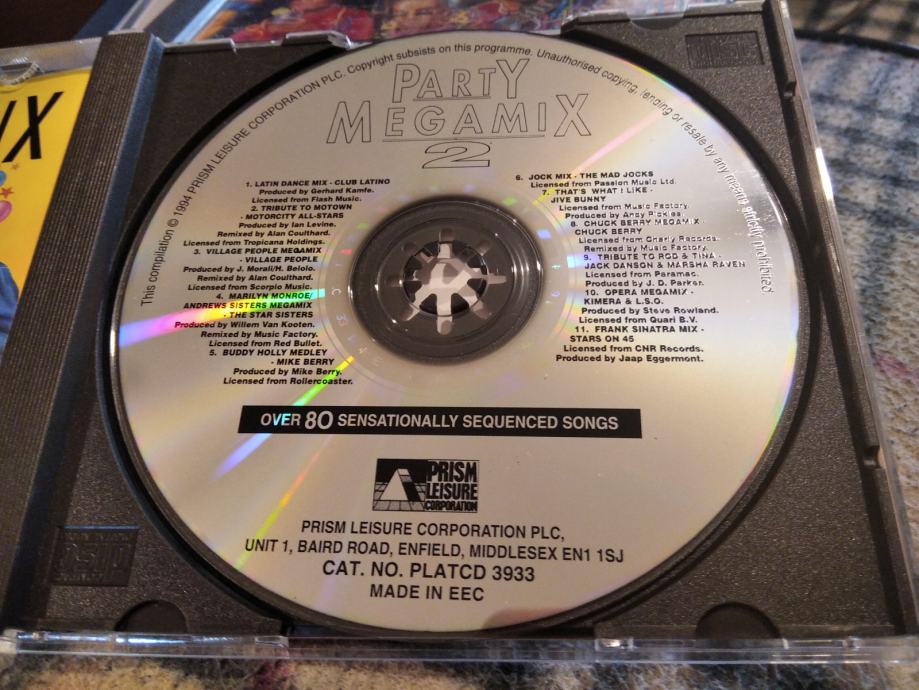 IX
This compilation © 1994 PRISM LEISURE CORPORATION PLC. Copyright subsists on this programme. Unauthorised copying, lending or resale by any means strictly prohibited
PARTY
MEGAMIX
2
1. LATIN DANCE MIX - CLUB LATINO
Produced by Gerhard Kamfe.
Licensed from Flash Music.
2. TRIBUTE TO MOTOWN
- MOTORCITY ALL-STARS
Produced by Ian Levine.
Remixed by Alan Coulthard.
Licensed from Tropicana Holdings.
3. VILLAGE PEOPLE MEGAMIX
- VILLAGE PEOPLE
Produced by J. Morali/H. Belolo.
Remixed by Alan Coulthard.
Licensed from Scorpio Music.
4. MARILYN MONROE/
ANDREWS SISTERS MEGAMIX
- THE STAR SISTERS
Produced by Willem Van Kooten.
Remixed by Music Factory.
Licensed from Red Bullet.
5. BUDDY HOLLY MEDLEY
- MIKE BERRY
Produced by Mike Berry.
Licensed from Rollercoaster.
6. JOCK MIX - THE MAD JOCKS
Licensed from Passion Music Ltd.
7. THAT'S WHAT I LIKE -
JIVE BUNNY
Licensed from Music Factory.
Produced by Andy Pickles.
8. CHUCK BERRY MEGAMIX -
CHUCK BERRY
Licensed from Charly Records.
Remixed by Music Factory.
9. TRIBUTE TO ROD & TINA -
JACK DANSON & MARSHA RAVEN
Licensed from Paramac.
Produced by J. D. Parker.
10. OPERA MEGAMIX -
KIMERA & L.S.O.
Produced by Steve Rowland.
Licensed from Quari B.V.
11. FRANK SINATRA MIX -
STARS ON 45
Licensed from CNR Records.
Produced by Jaap Eggermont.
OVER 80 SENSATIONALLY SEQUENCED SONGS
PRISM
LEISURE
CORPORATION
PRISM LEISURE CORPORATION PLC,
UNIT 1, BAIRD ROAD, ENFIELD, MIDDLESEX EN1 1SJ
CAT. NO. PLATCD 3933
MADE IN EEC